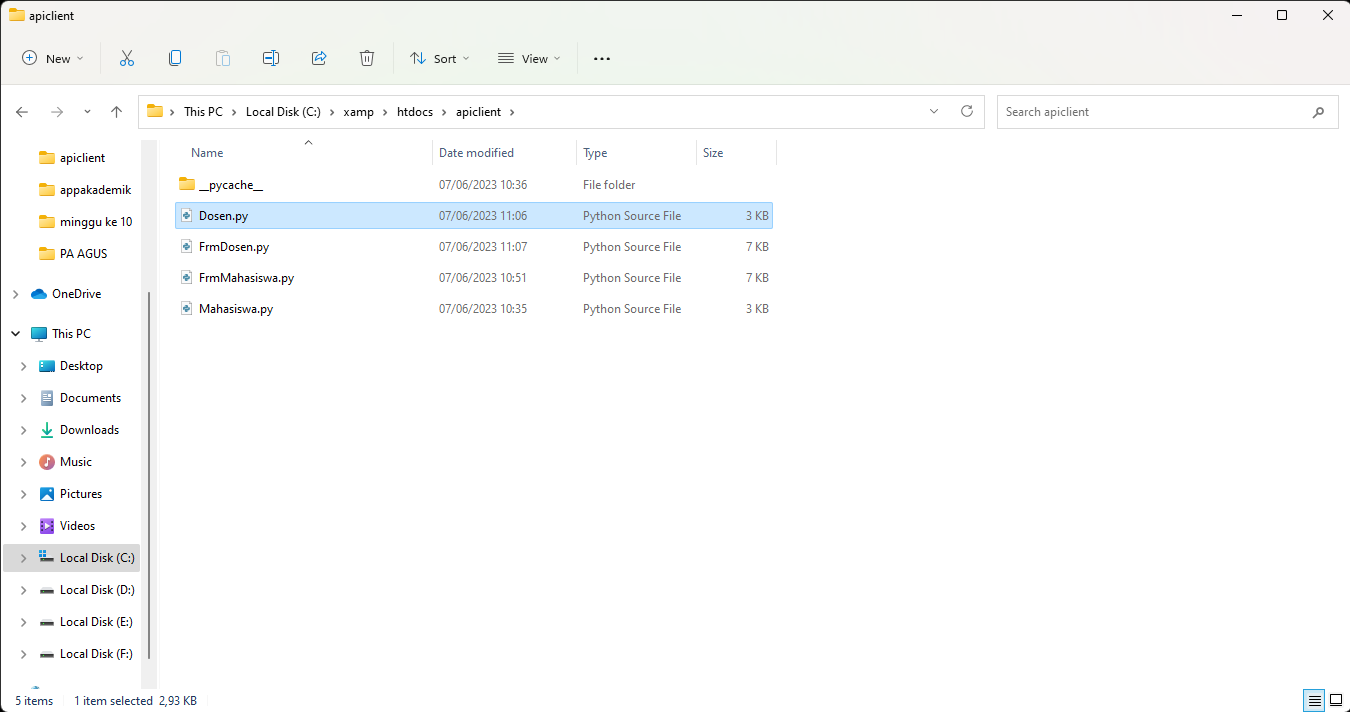 apiclient
New Sort View
This PC Local Disk (C:) xamp htdocs apiclient
Search apiclient
Name Date modified Type Size
__pycache__ 07/06/2023 10:36 File folder
Dosen.py 07/06/2023 11:06 Python Source File 3 KB
FrmDosen.py 07/06/2023 11:07 Python Source File 7 KB
FrmMahasiswa.py 07/06/2023 10:51 Python Source File 7 KB
Mahasiswa.py 07/06/2023 10:35 Python Source File 3 KB
apiclient
appakademik
minggu ke 10
PA AGUS
OneDrive
This PC
Desktop
Documents
Downloads
Music
Pictures
Videos
Local Disk (C:)
Local Disk (D:)
Local Disk (E:)
Local Disk (F:)
5 items 1 item selected 2,93 KB